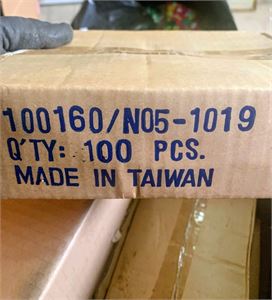 100160/N05-1019
Q'TY: 100 PCS.
MADE IN TAIWAN